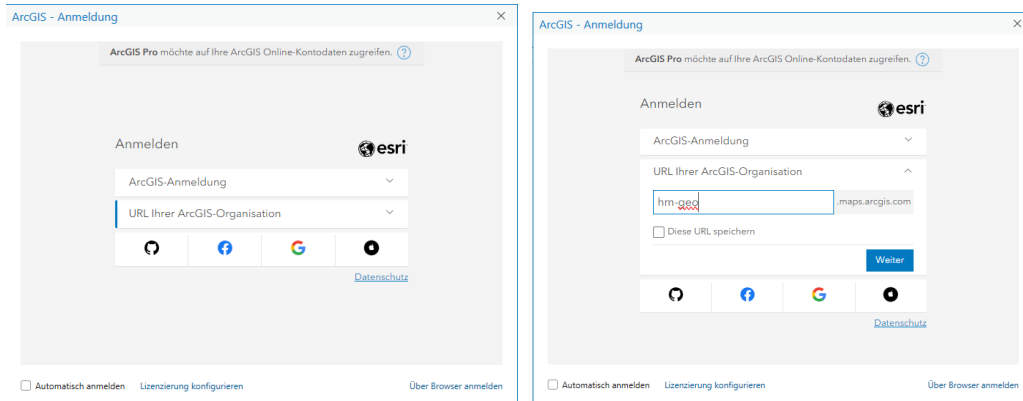 ArcGIS - Anmeldung
ArcGIS Pro möchte auf Ihre ArcGIS Online-Kontodaten zugreifen. ?
Anmelden
esri
ArcGIS-Anmeldung
URL Ihrer ArcGIS-Organisation
Datenschutz
Automatisch anmelden Lizenzierung konfigurieren Über Browser anmelden
ArcGIS - Anmeldung
ArcGIS Pro möchte auf Ihre ArcGIS Online-Kontodaten zugreifen. ?
Anmelden
esri
ArcGIS-Anmeldung
URL Ihrer ArcGIS-Organisation
hm-geo .maps.arcgis.com
Diese URL speichern
Weiter
Datenschutz
Automatisch anmelden Lizenzierung konfigurieren Über Browser anmelden